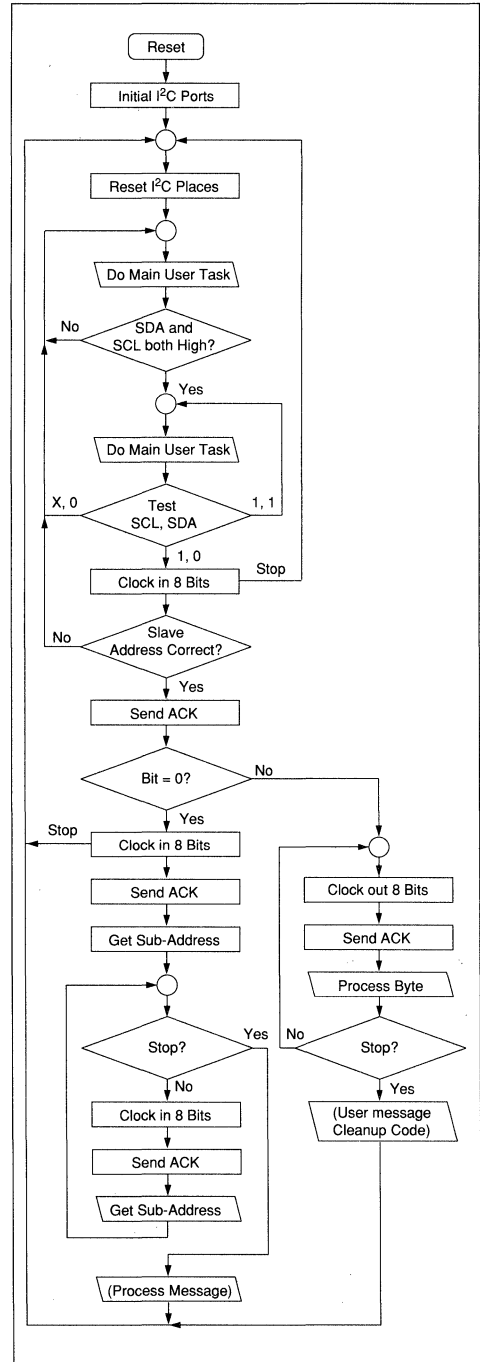 Reset
Initial I²C Ports
Reset I²C Places
Do Main User Task
SDA and
SCL both High?
No
Yes
Do Main User Task
Test
SCL, SDA
X, 0
1, 1
1, 0
Clock in 8 Bits
Stop
Slave
Address Correct?
No
Yes
Send ACK
Bit = 0?
No
Yes
Clock in 8 Bits
Stop
Send ACK
Get Sub-Address
Stop?
Yes
No
Clock in 8 Bits
Send ACK
Get Sub-Address
(Process Message)
Clock out 8 Bits
Send ACK
Process Byte
Stop?
No
Yes
(User message
Cleanup Code)